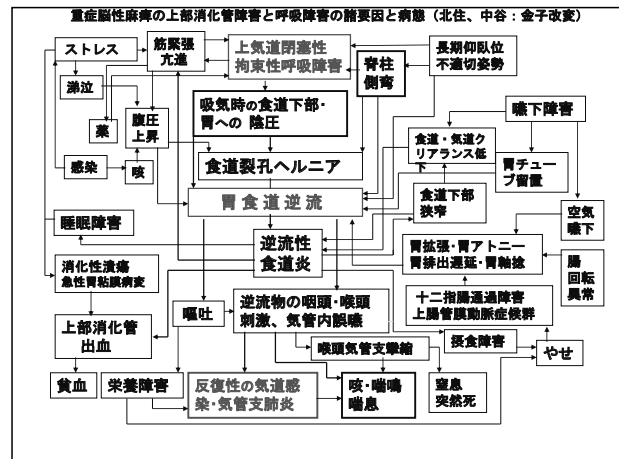 重症脳性麻痺の上部消化管障害と呼吸障害の諸要因と病態（北住、中谷：金子改変）
ストレス
筋緊張
亢進
上気道閉塞性
拘束性呼吸障害
脊柱
側弯
長期仰臥位
不適切姿勢
涕泣
薬
腹圧
上昇
吸気時の食道下部・
胃への 陰圧
嚥下障害
感染
咳
食道裂孔ヘルニア
食道・気道ク
リアランス低
下
胃チュー
ブ留置
胃食道逆流
食道下部
狭窄
空気
嚥下
睡眠障害
逆流性
食道炎
胃拡張・胃アトニー
胃排出遅延・胃軸捻
腸
回転
異常
消化性潰瘍
急性胃粘膜病変
嘔吐
逆流物の咽頭・喉頭
刺激、気管内誤嚥
十二指腸通過障害
上腸管膜動脈症候群
上部消化管
出血
喉頭気管支攣縮
摂食障害
やせ
貧血
栄養障害
反復性の気道感
染・気管支肺炎
咳・喘鳴
喘息
窒息
突然死